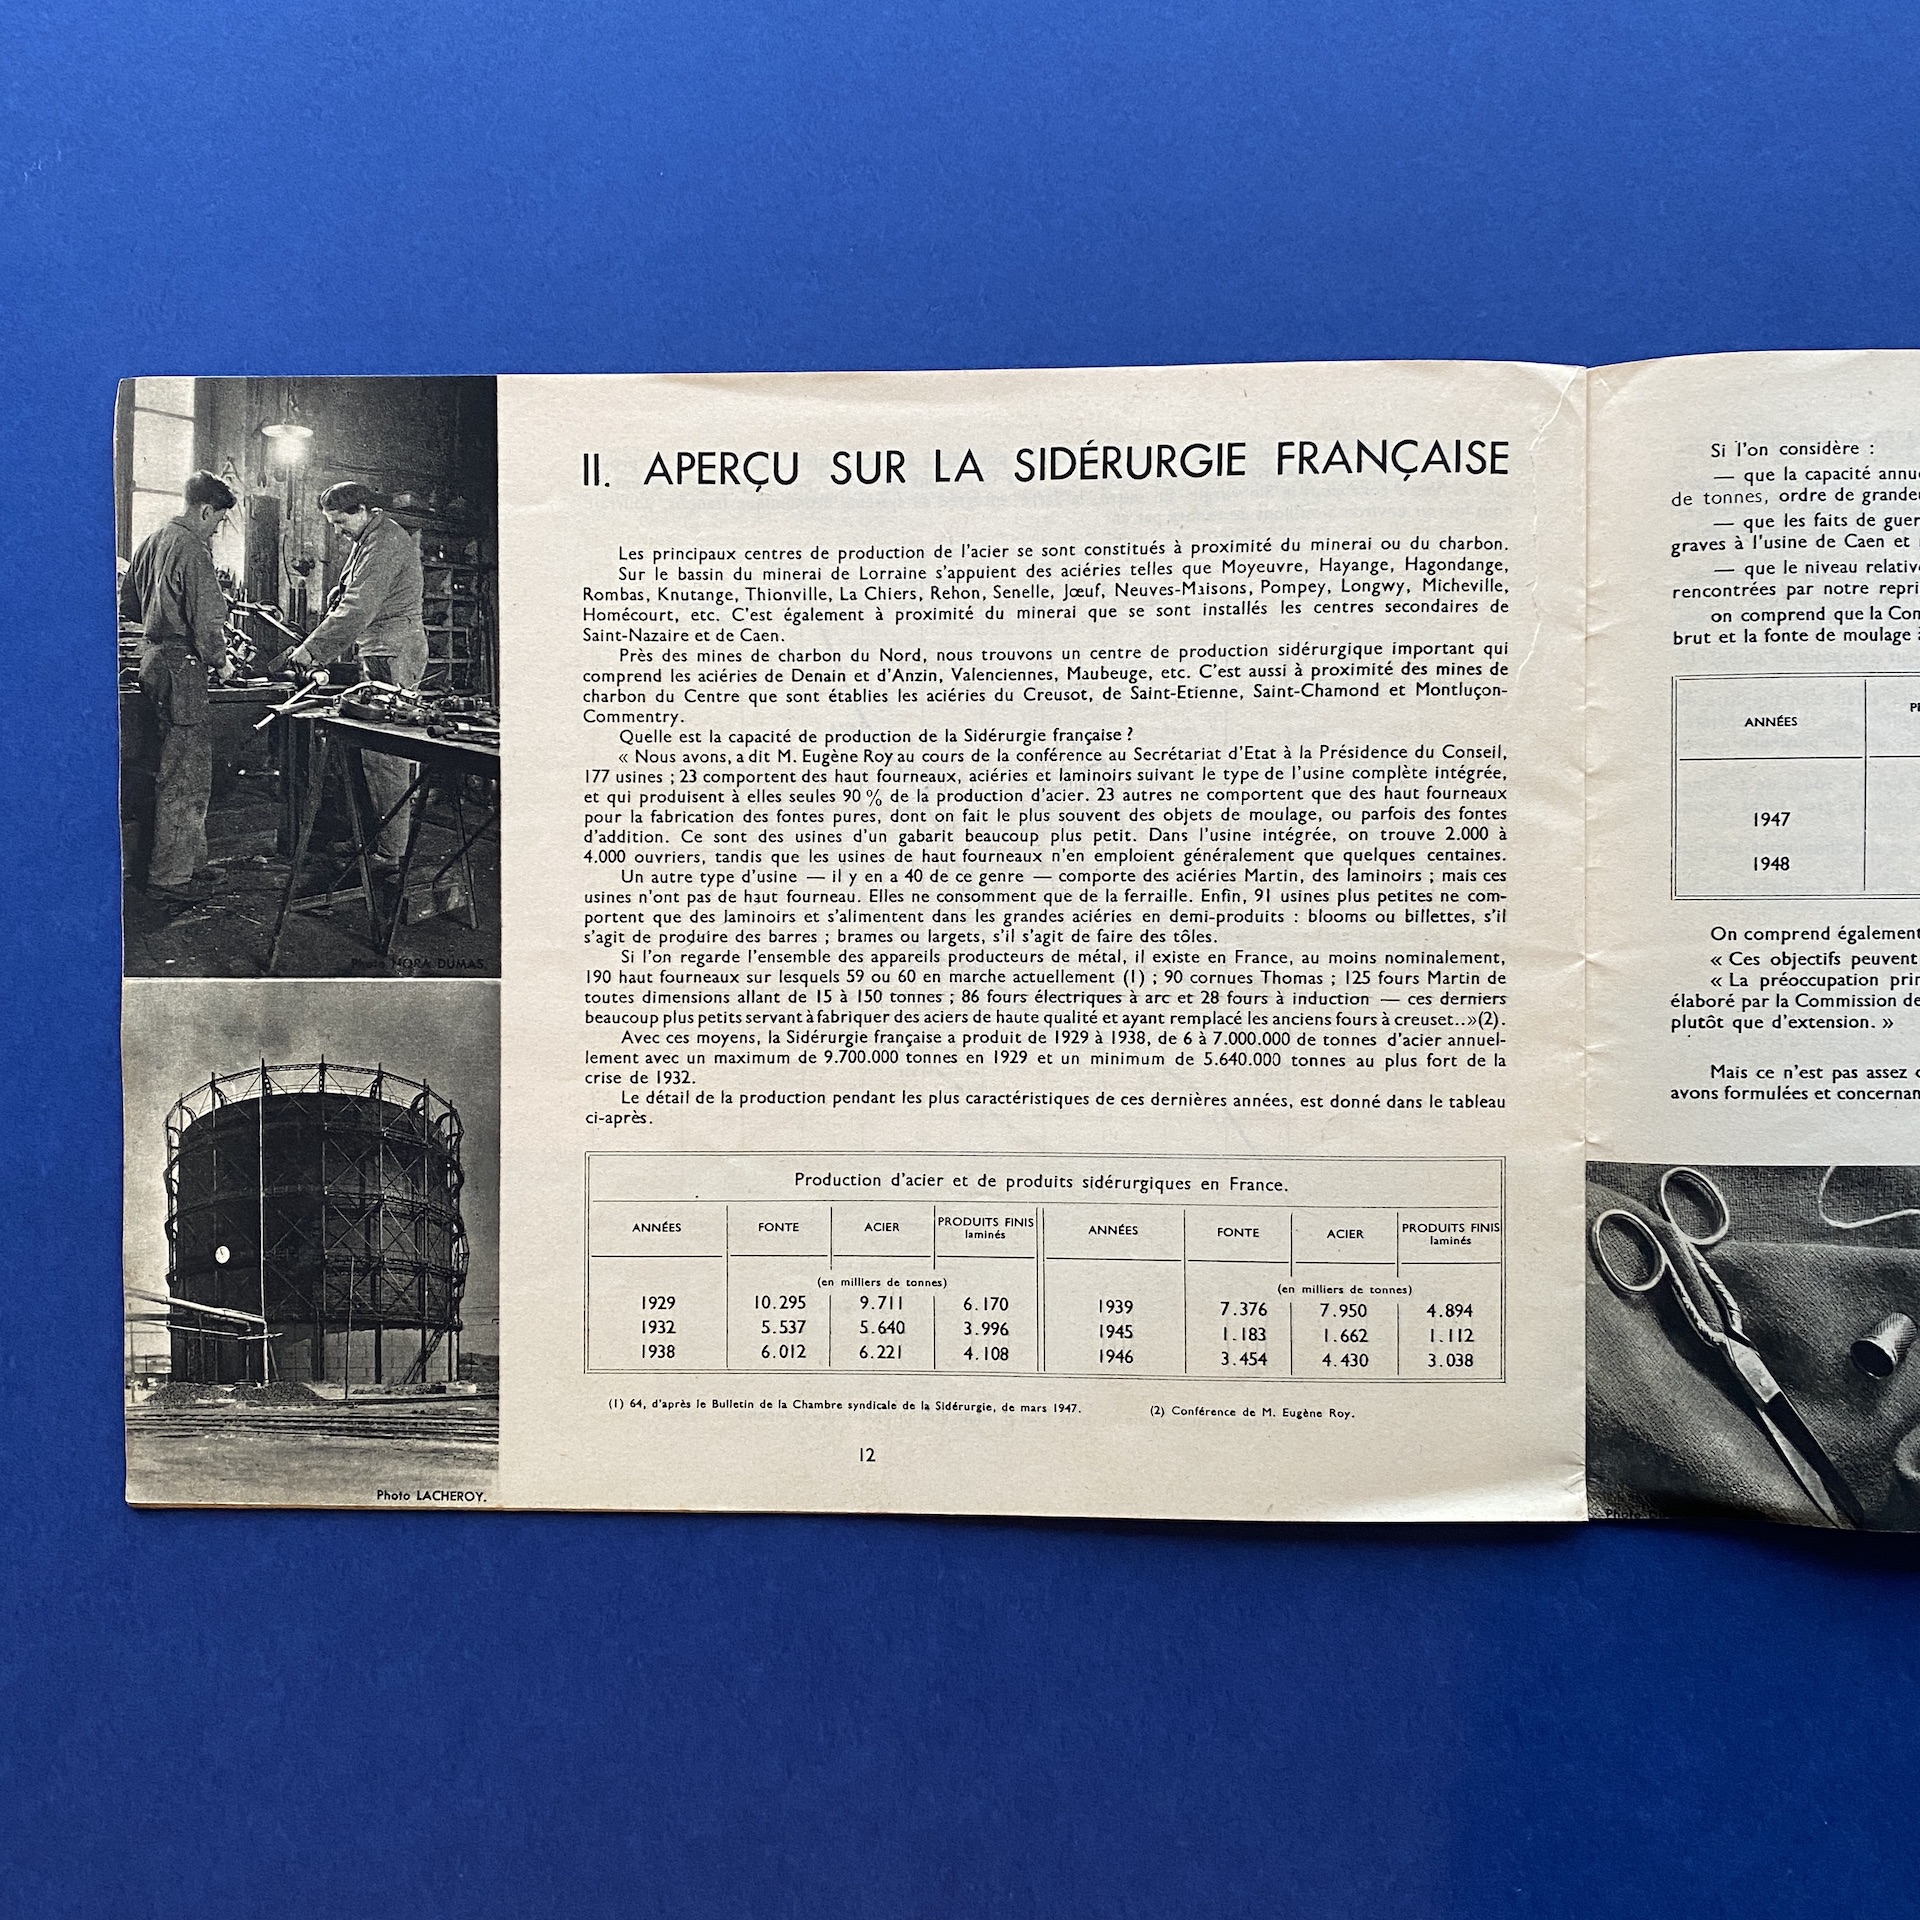 II. APERÇU SUR LA SIDÉRURGIE FRANÇAISE
Les principaux centres de production de l'acier se sont constitués à proximité du minerai ou du charbon.
Sur le bassin du minerai de Lorraine s'appuient des aciéries telles que Moyeuvre, Hayange, Hagondange,
Rombas, Knutange, Thionville, La Chiers, Rehon, Senelle, Jœuf, Neuves-Maisons, Pompey, Longwy, Micheville,
Homécourt, etc. C'est également à proximité du minerai que se sont installés les centres secondaires de
Saint-Nazaire et de Caen.
Près des mines de charbon du Nord, nous trouvons un centre de production sidérurgique important qui
comprend les aciéries de Denain et d'Anzin, Valenciennes, Maubeuge, etc. C'est aussi à proximité des mines de
charbon du Centre que sont établies les aciéries du Creusot, de Saint-Etienne, Saint-Chamond et Montluçon-
Commentry.
Quelle est la capacité de production de la Sidérurgie française ?
« Nous avons, a dit M. Eugène Roy au cours de la conférence au Secrétariat d'Etat à la Présidence du Conseil,
177 usines ; 23 comportent des haut fourneaux, aciéries et laminoirs suivant le type de l'usine complète intégrée,
et qui produisent à elles seules 90 % de la production d'acier. 23 autres ne comportent que des haut fourneaux
pour la fabrication des fontes pures, dont on fait le plus souvent des objets de moulage, ou parfois des fontes
d'addition. Ce sont des usines d'un gabarit beaucoup plus petit. Dans l'usine intégrée, on trouve 2.000 à
4.000 ouvriers, tandis que les usines de haut fourneaux n'en emploient généralement que quelques centaines.
Un autre type d'usine — il y en a 40 de ce genre — comporte des aciéries Martin, des laminoirs ; mais ces
usines n'ont pas de haut fourneau. Elles ne consomment que de la ferraille. Enfin, 91 usines plus petites ne com-
portent que des laminoirs et s'alimentent dans les grandes aciéries en demi-produits : blooms ou billettes, s'il
s'agit de produire des barres ; brames ou largets, s'il s'agit de faire des tôles.
Si l'on regarde l'ensemble des appareils producteurs de métal, il existe en France, au moins nominalement,
190 haut fourneaux sur lesquels 59 ou 60 en marche actuellement (1) ; 90 cornues Thomas ; 125 fours Martin de
toutes dimensions allant de 15 à 150 tonnes ; 86 fours électriques à arc et 28 fours à induction — ces derniers
beaucoup plus petits servant à fabriquer des aciers de haute qualité et ayant remplacé les anciens fours à creuset..»(2).
Avec ces moyens, la Sidérurgie française a produit de 1929 à 1938, de 6 à 7.000.000 de tonnes d'acier annuel-
lement avec un maximum de 9.700.000 tonnes en 1929 et un minimum de 5.640.000 tonnes au plus fort de la
crise de 1932.
Le détail de la production pendant les plus caractéristiques de ces dernières années, est donné dans le tableau
ci-après.
Production d'acier et de produits sidérurgiques en France.
ANNÉES FONTE ACIER PRODUITS FINIS laminés ANNÉES FONTE ACIER PRODUITS FINIS laminés
(en milliers de tonnes) (en milliers de tonnes)
1929 10.295 9.711 6.170 1939 7.376 7.950 4.894
1932 5.537 5.640 3.996 1945 1.183 1.662 1.112
1938 6.012 6.221 4.108 1946 3.454 4.430 3.038
(1) 64, d'après le Bulletin de la Chambre syndicale de la Sidérurgie, de mars 1947. (2) Conférence de M. Eugène Roy.
12
Photo NORA DUMAS.
Photo LACHEROY.
Si l'on considère :
— que la capacité
de tonnes, ordre de
— que les faits de
graves à l'usine de Caen et
— que le niveau
rencontrées par notre
on comprend que la
brut et la fonte de moulage
ANNÉES
1947
1948
On comprend également
« Ces objectifs peuvent
« La préoccupation
élaboré par la Commission
plutôt que d'extension. »
Mais ce n'est pas assez
avons formulées et